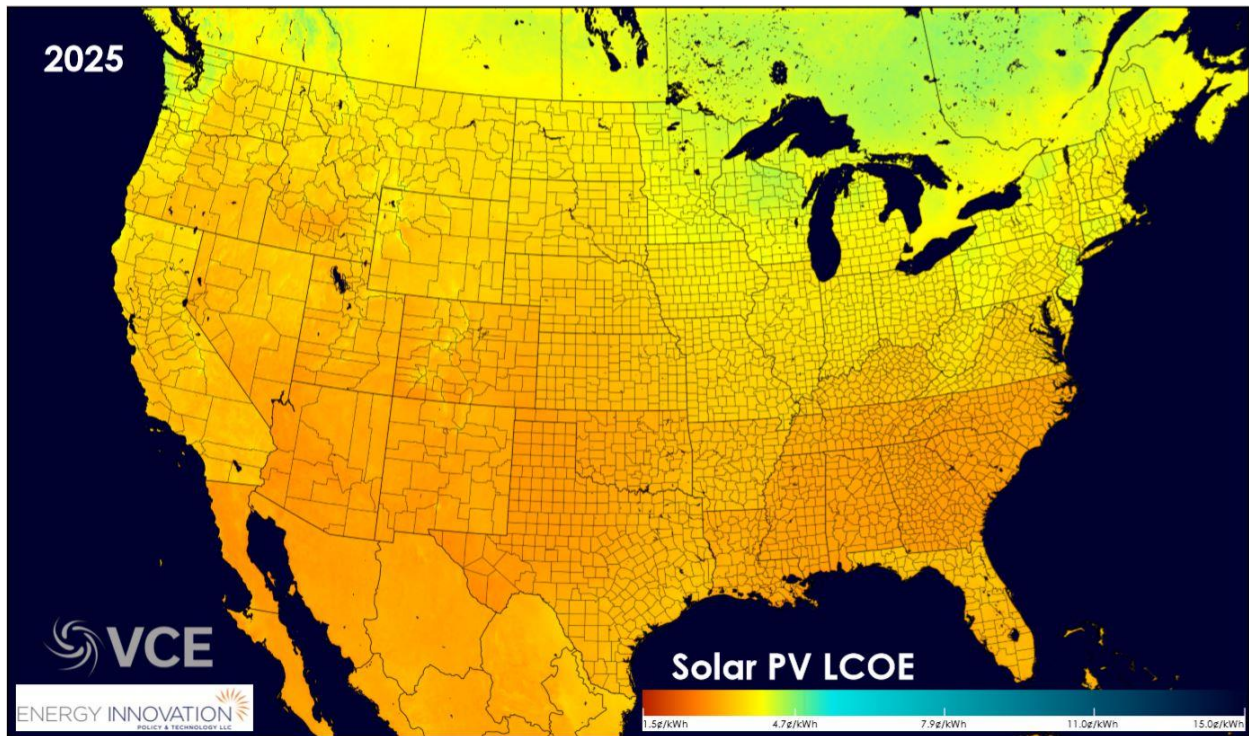 2025
VCE
ENERGY INNOVATION
POLICY & TECHNOLOGY LLC
Solar PV LCOE
1.5¢/kWh 4.7¢/kWh 7.9¢/kWh 11.0¢/kWh 15.0¢/kWh